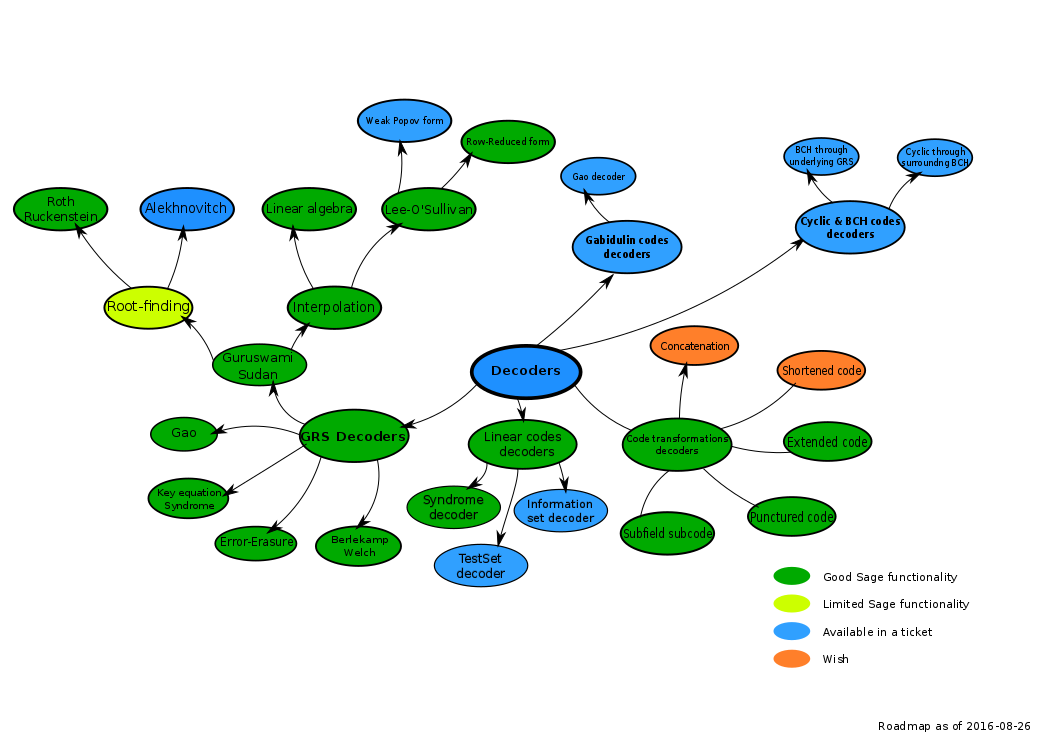 Weak Popov form
Row-Reduced form
BCH through
underlying GRS
Cyclic through
surroundng BCH
Gao decoder
Roth
Ruckenstein
Alekhnovitch
Linear algebra
Lee-O'Sullivan
Gabidulin codes
decoders
Cyclic & BCH codes
decoders
Root-finding
Interpolation
Guruswami
Sudan
Decoders
Concatenation
Shortened code
Gao
GRS Decoders
Linear codes
decoders
Code transformations
decoders
Extended code
Key equation
Syndrome
Syndrome
decoder
Information
set decoder
Punctured code
Error-Erasure
Berlekamp
Welch
TestSet
decoder
Subfield subcode
Good Sage functionality
Limited Sage functionality
Available in a ticket
Wish
Roadmap as of 2016-08-26